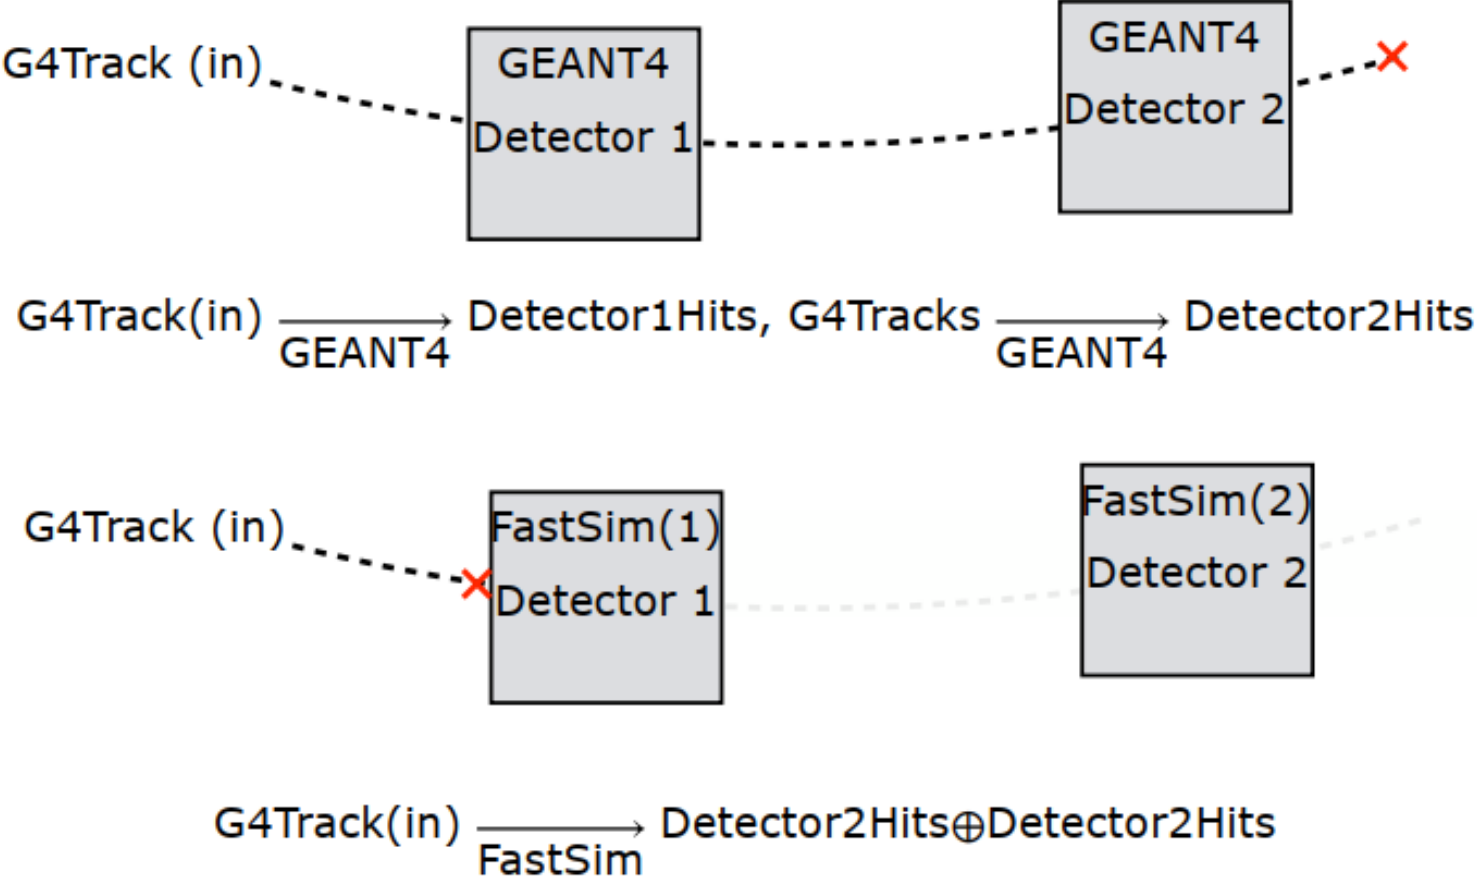 G4Track (in)
GEANT4
Detector 1
GEANT4
Detector 2
G4Track(in) ⟶ Detector1Hits, G4Tracks ⟶ Detector2Hits
GEANT4 GEANT4
G4Track (in)
FastSim(1)
Detector 1
FastSim(2)
Detector 2
G4Track(in) ⟶ Detector2Hits⊕Detector2Hits
FastSim